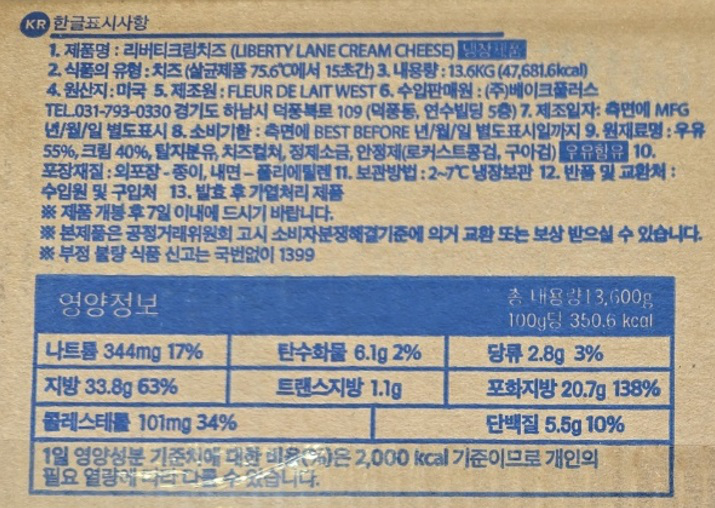 KR 한글표시사항
1. 제품명 : 리버티크림치즈 (LIBERTY LANE CREAM CHEESE) 냉장제품
2. 식품의 유형 : 치즈 (살균제품 75.6℃에서 15초간) 3. 내용량 : 13.6KG (47,681.6kcal)
4. 원산지 : 미국 5. 제조원 : FLEUR DE LAIT WEST 6. 수입판매원 : (주)베이크플러스
TEL.031-793-0330 경기도 하남시 덕풍북로 109 (덕풍동, 연수빌딩 5층) 7. 제조일자: 측면에 MFG
년/월/일 별도표시 8. 소비기한 : 측면에 BEST BEFORE 년/월/일 별도표시일까지 9. 원재료명 : 우유
55%, 크림 40%, 탈지분유, 치즈컬쳐, 정제소금, 안정제(로커스트콩검, 구아검) 우유함유 10.
포장재질 : 외포장 - 종이, 내면 - 폴리에틸렌 11. 보관방법 : 2~7℃ 냉장보관 12. 반품 및 교환처 :
수입원 및 구입처 13. 발효 후 가열처리 제품
※ 제품 개봉 후 7일 이내에 드시기 바랍니다.
※ 본제품은 공정거래위원회 고시 소비자분쟁해결기준에 의거 교환 또는 보상 받으실 수 있습니다.
※ 부정 불량 식품 신고는 국번없이 1399
영양정보 총 내용량 13,600g
100g당 350.6 kcal
나트륨 344mg 17% 탄수화물 6.1g 2% 당류 2.8g 3%
지방 33.8g 63% 트랜스지방 1.1g 포화지방 20.7g 138%
콜레스테롤 101mg 34% 단백질 5.5g 10%
1일 영양성분 기준치에 대한 비율(%)은 2,000 kcal 기준이므로 개인의
필요 열량에 따라 다를 수 있습니다.